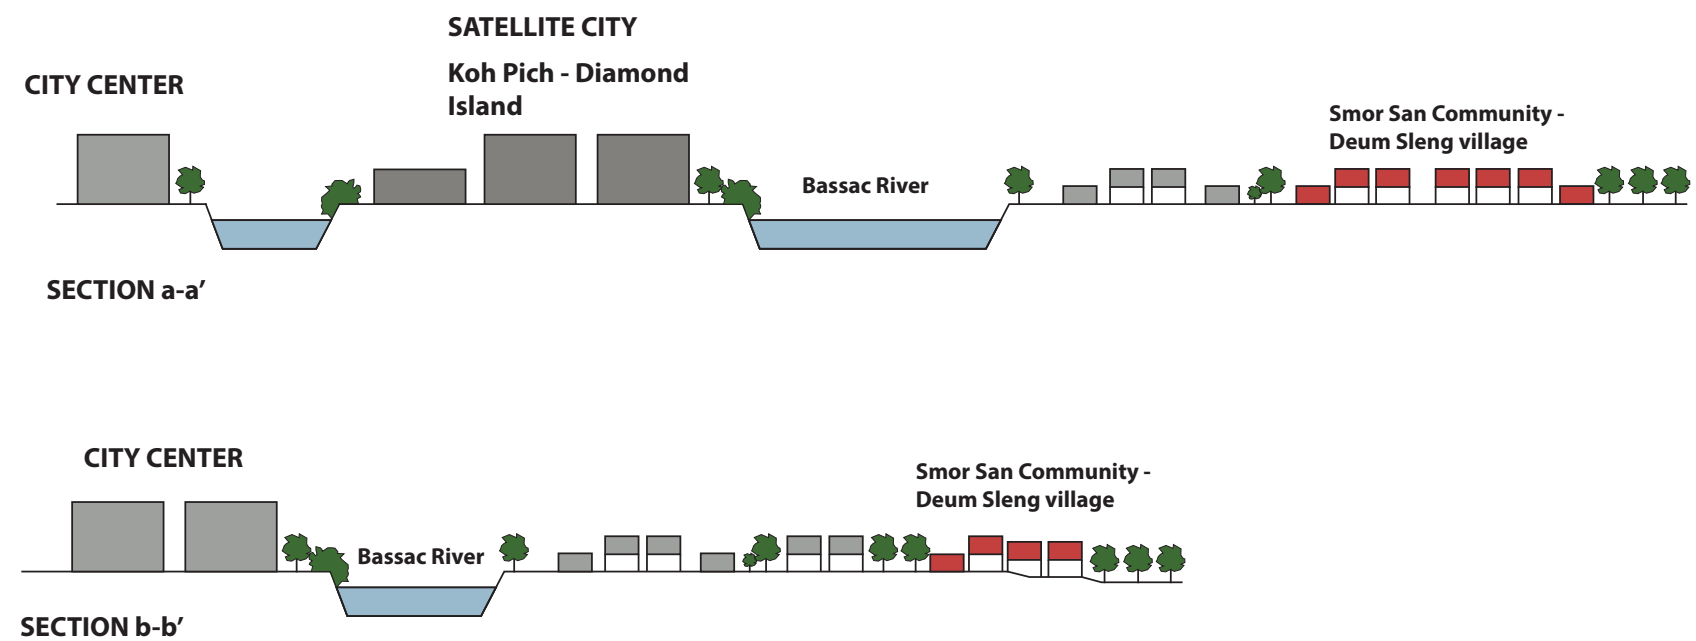 SATELLITE CITY
Koh Pich - Diamond
Island
CITY CENTER
Smor San Community -
Deum Sleng village
Bassac River
SECTION a-a’
CITY CENTER
Smor San Community -
Deum Sleng village
Bassac River
SECTION b-b’